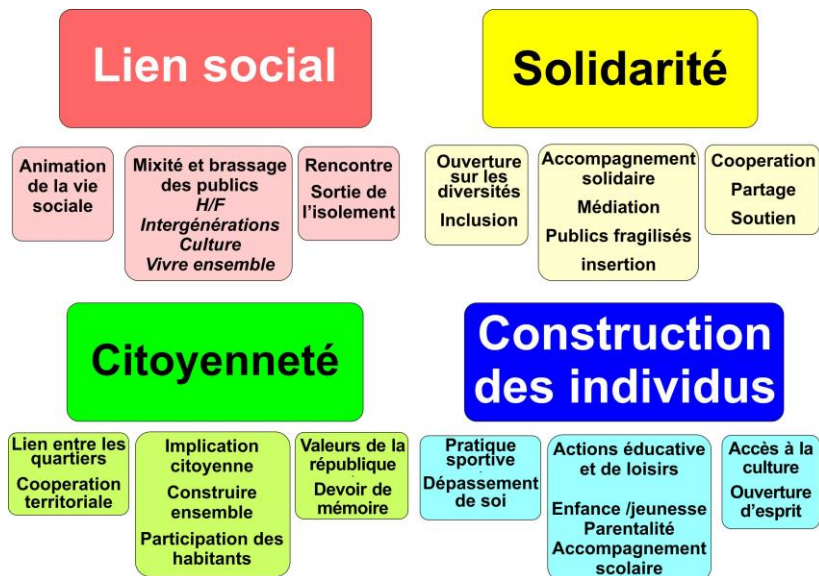 Lien social
Animation
de la vie
sociale
Mixité et brassage
des publics
H/F
Intergénérations
Culture
Vivre ensemble
Rencontre
Sortie de
l'isolement
Solidarité
Ouverture
sur les
diversités
Inclusion
Accompagnement
solidaire
Médiation
Publics fragilisés
insertion
Cooperation
Partage
Soutien
Citoyenneté
Lien entre les
quartiers
Cooperation
territoriale
Implication
citoyenne
Construire
ensemble
Participation des
habitants
Valeurs de la
république
Devoir de
mémoire
Construction
des individus
Pratique
sportive
Dépassement
de soi
Actions éducative
et de loisirs
Enfance /jeunesse
Parentalité
Accompagnement
scolaire
Accès à la
culture
Ouverture
d'esprit